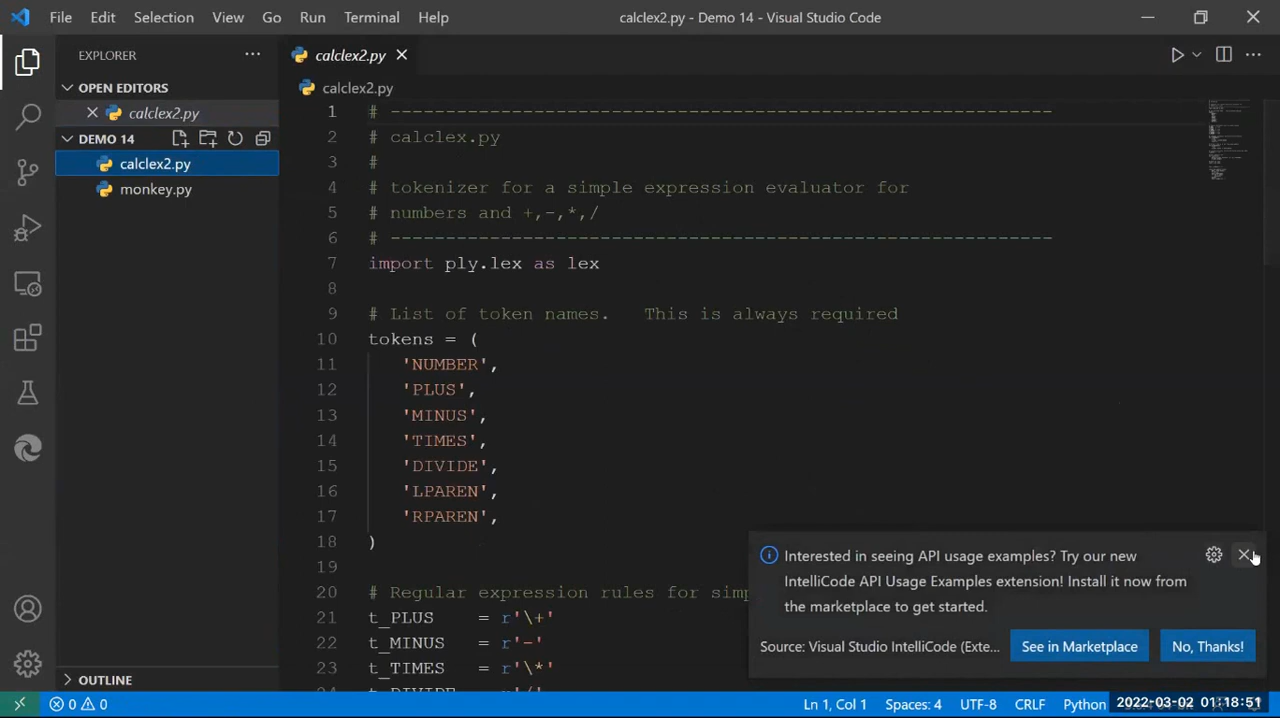 File Edit Selection View Go Run Terminal Help calclex2.py - Demo 14 - Visual Studio Code
EXPLORER
OPEN EDITORS
calclex2.py
DEMO 14
calclex2.py
monkey.py
OUTLINE
calclex2.py
calclex2.py
1 # ------------------------------------------------------------
2 # calclex.py
3 #
4 # tokenizer for a simple expression evaluator for
5 # numbers and +,-,*,/
6 # ------------------------------------------------------------
7 import ply.lex as lex
8
9 # List of token names.   This is always required
10 tokens = (
11    'NUMBER',
12    'PLUS',
13    'MINUS',
14    'TIMES',
15    'DIVIDE',
16    'LPAREN',
17    'RPAREN',
18 )
19
20 # Regular expression rules for
21 t_PLUS    = r'\+'
22 t_MINUS   = r'-'
23 t_TIMES   = r'\*'
Interested in seeing API usage examples? Try our new
IntelliCode API Usage Examples extension! Install it now from
the marketplace to get started.
Source: Visual Studio IntelliCode (Exte...
See in Marketplace
No, Thanks!
0 0
Ln 1, Col 1 Spaces: 4 UTF-8 CRLF Python 2022-03-02 01:18:51